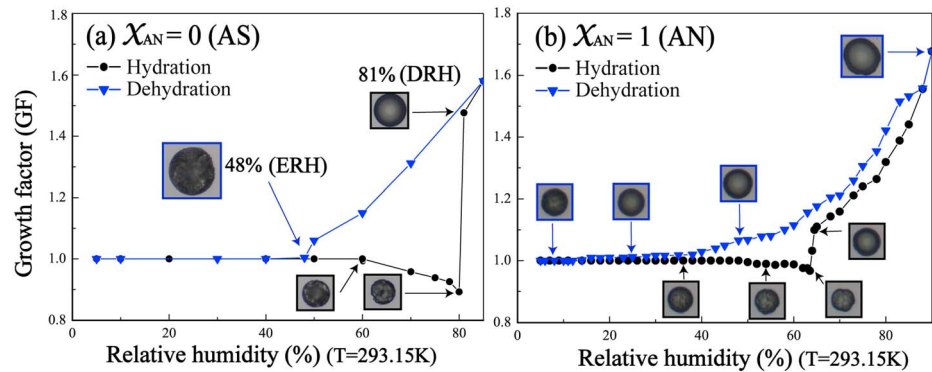 (a) XAN = 0 (AS)
Hydration
Dehydration
81% (DRH)
48% (ERH)
Growth factor (GF)
1.8
1.6
1.4
1.2
1.0
0.8
0 20 40 60 80
Relative humidity (%) (T=293.15K)
(b) XAN = 1 (AN)
Hydration
Dehydration
1.8
1.6
1.4
1.2
1.0
0.8
0 20 40 60 80
Relative humidity (%) (T=293.15K)